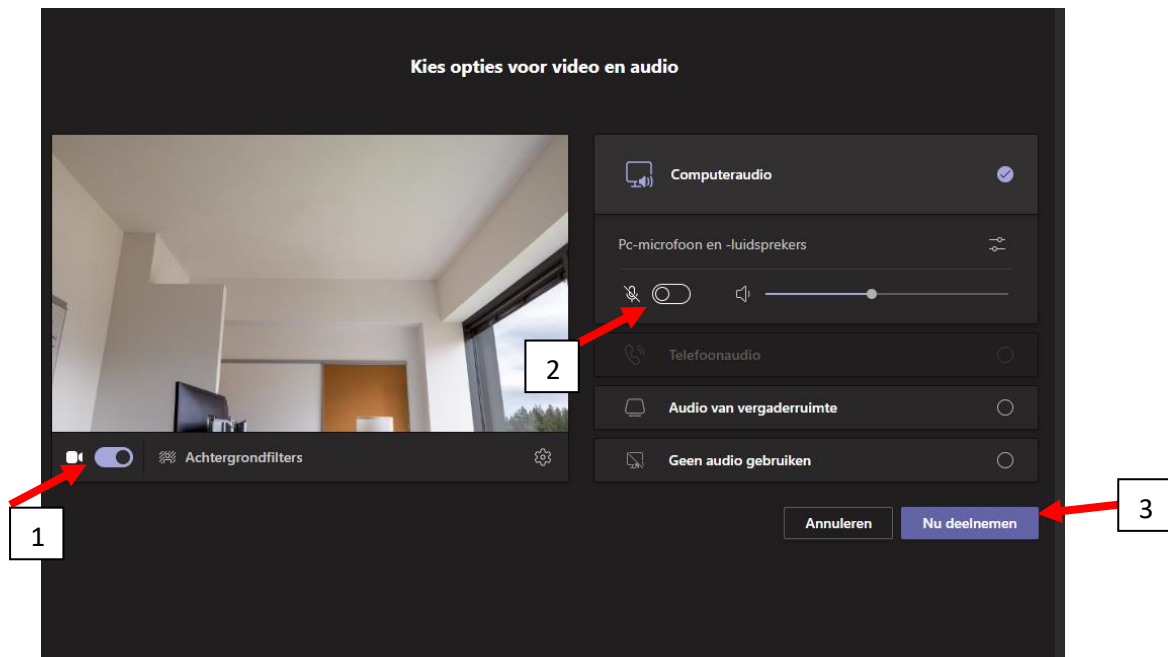 Kies opties voor video en audio
Computeraudio
Pc-microfoon en -luidsprekers
2
Telefoonaudio
Audio van vergaderruimte
Achtergrondfilters
Geen audio gebruiken
1
Annuleren
Nu deelnemen
3